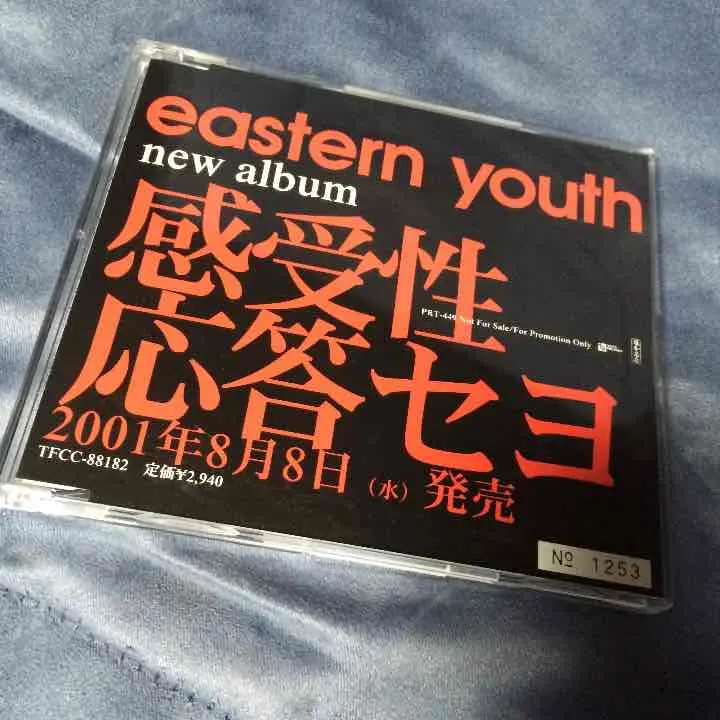 eastern youth
new album
感受性
PRT-449 Not For Sale/For Promotion Only
応答セヨ
2001年8月8日(水)発売
TFCC-88182 定価¥2,940
Nº 1253